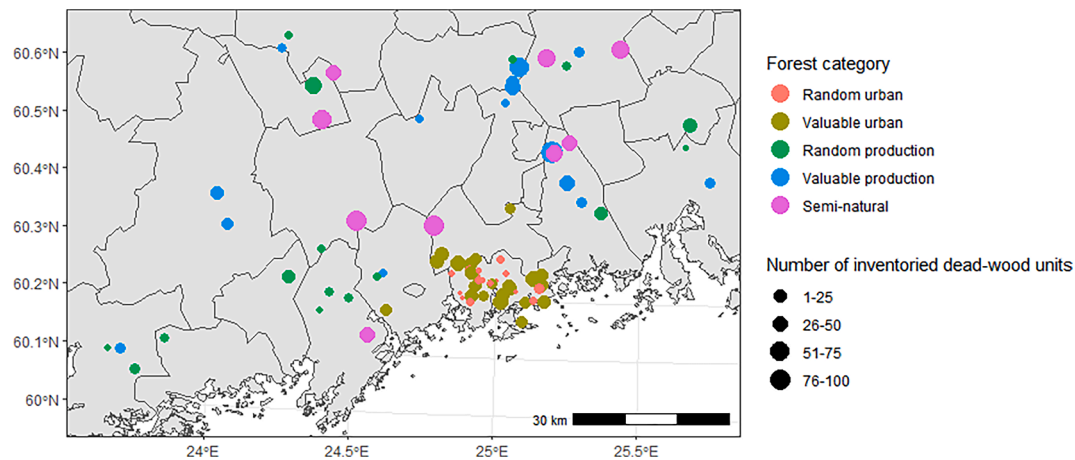 60.6°N
60.5°N
60.4°N
60.3°N
60.2°N
60.1°N
60°N
24°E
24.5°E
25°E
25.5°E
30 km
Forest category
Random urban
Valuable urban
Random production
Valuable production
Semi-natural
Number of inventoried dead-wood units
1-25
26-50
51-75
76-100